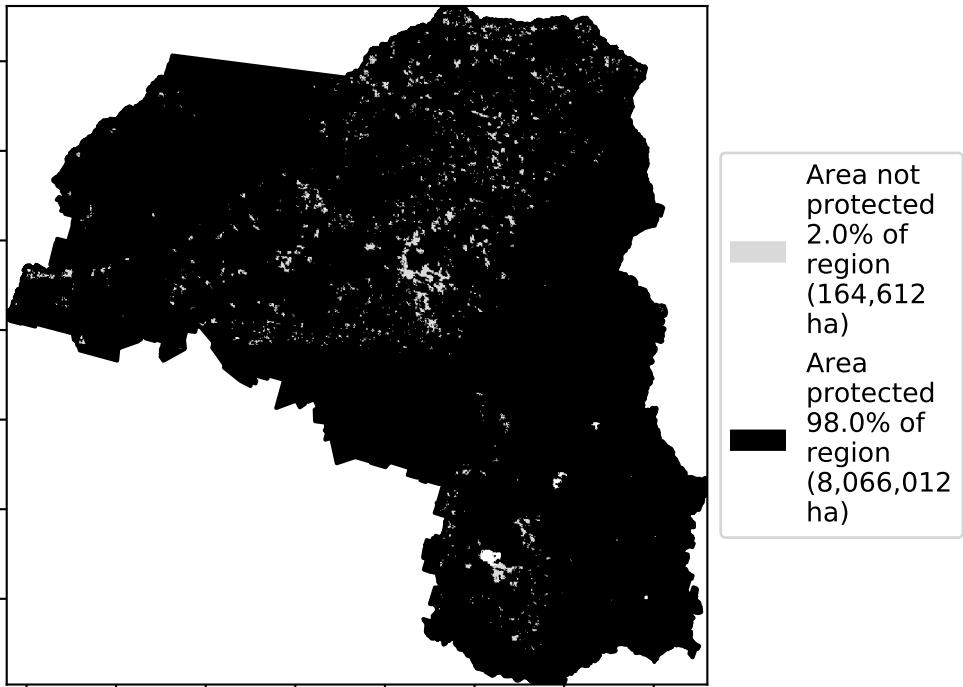 Area not
protected
2.0% of
region
(164,612
ha)
Area
protected
98.0% of
region
(8,066,012
ha)